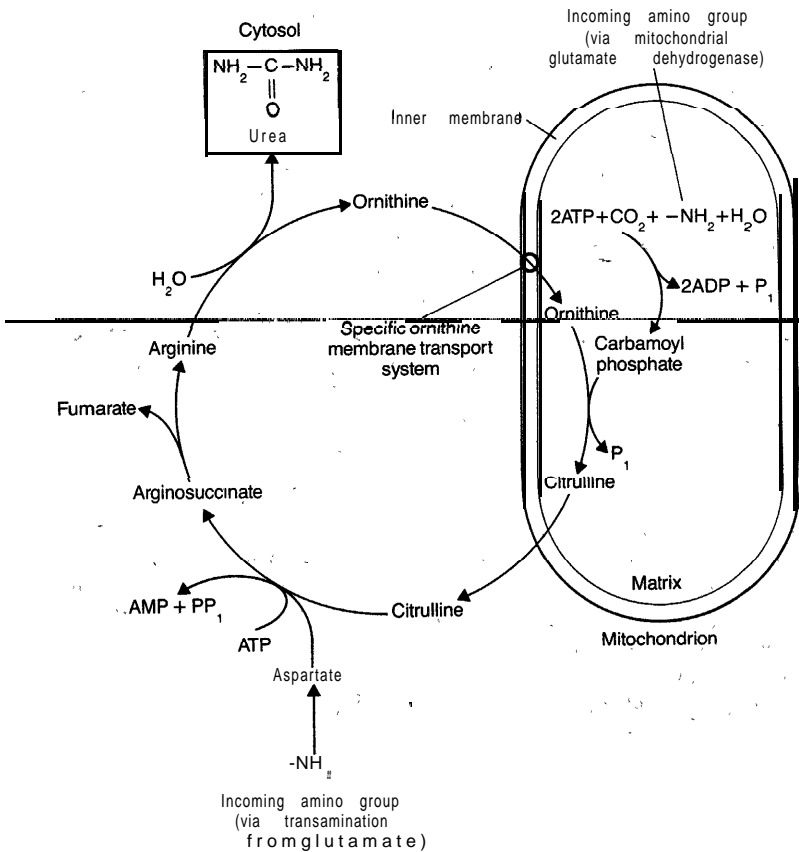 Incoming amino group
(via mitochondrial
glutamate dehydrogenase)
Cytosol
NH2–C–NH2
O
Urea
Inner membrane
Ornithine
2ATP+CO2+ –NH2+H2O
H2O
2ADP + P1
Ornithine
Specific ornithine
membrane transport
system
Arginine
Carbamoyl
phosphate
Fumarate
P1
Citrulline
Arginosuccinate
Matrix
AMP + PP1
Citrulline
Mitochondrion
ATP
Aspartate
-NH
Incoming amino group
(via transamination
fromglutamate)